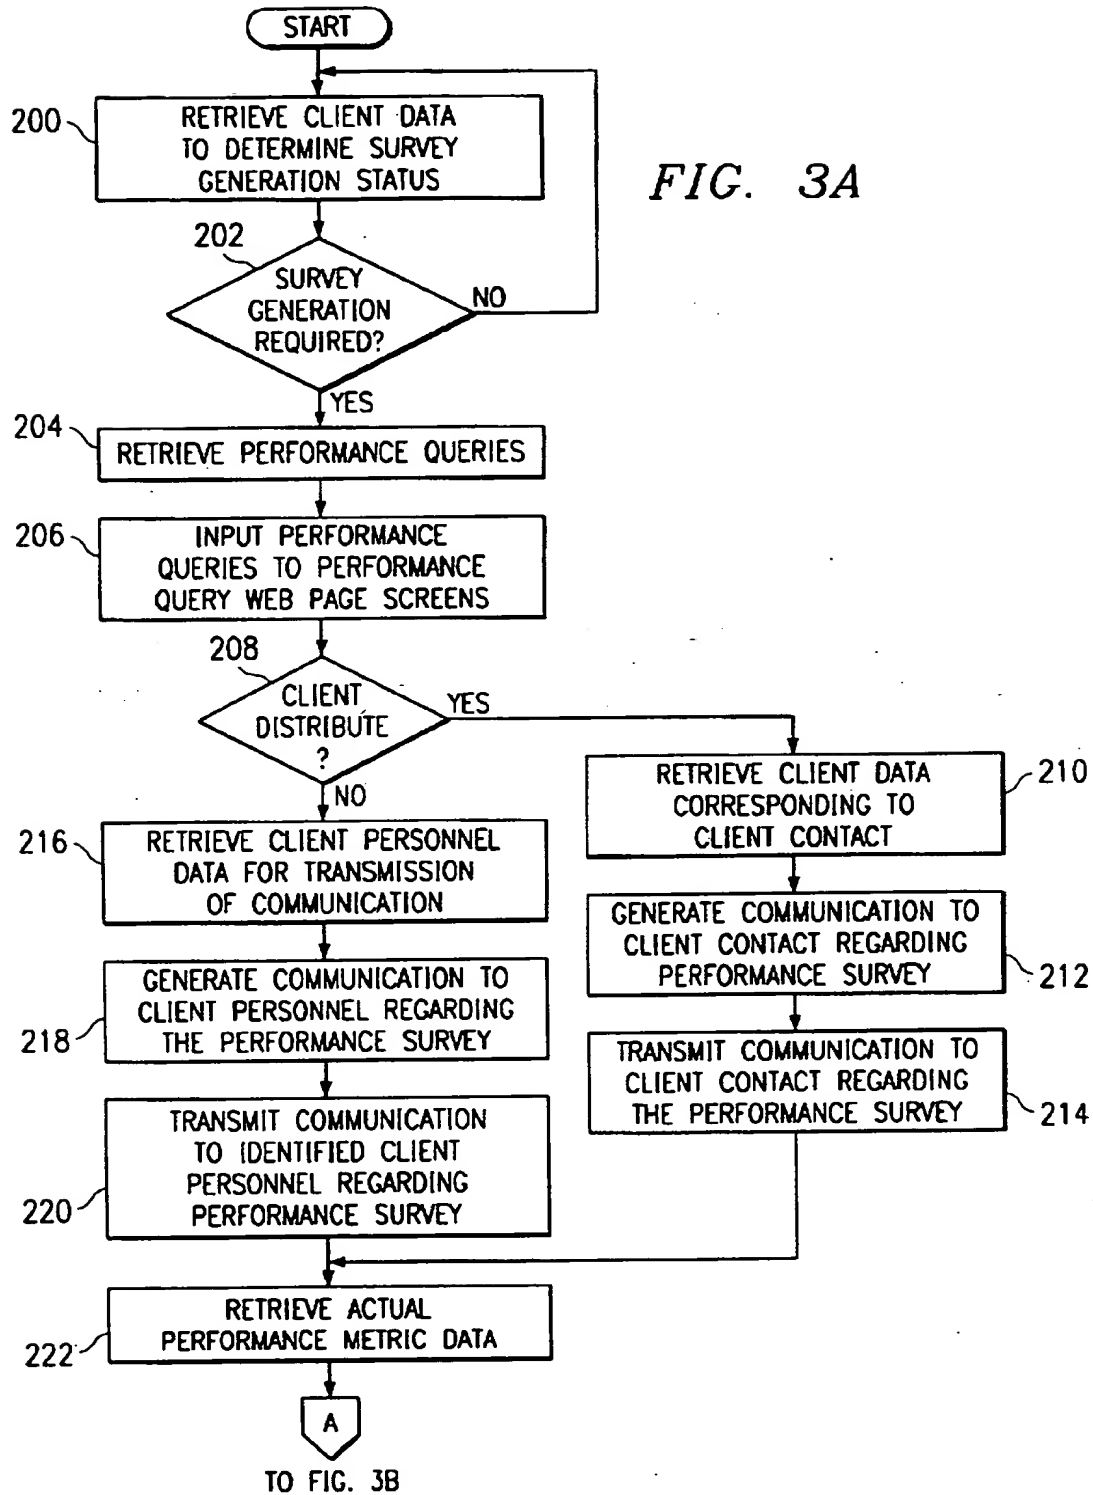 START
200
RETRIEVE CLIENT DATA
TO DETERMINE SURVEY
GENERATION STATUS
FIG. 3A
202
SURVEY
GENERATION
REQUIRED?
NO
YES
204
RETRIEVE PERFORMANCE QUERIES
206
INPUT PERFORMANCE
QUERIES TO PERFORMANCE
QUERY WEB PAGE SCREENS
208
CLIENT
DISTRIBUTE
?
YES
NO
210
RETRIEVE CLIENT DATA
CORRESPONDING TO
CLIENT CONTACT
212
GENERATE COMMUNICATION TO
CLIENT CONTACT REGARDING
PERFORMANCE SURVEY
214
TRANSMIT COMMUNICATION TO
CLIENT CONTACT REGARDING
THE PERFORMANCE SURVEY
216
RETRIEVE CLIENT PERSONNEL
DATA FOR TRANSMISSION
OF COMMUNICATION
218
GENERATE COMMUNICATION TO
CLIENT PERSONNEL REGARDING
THE PERFORMANCE SURVEY
220
TRANSMIT COMMUNICATION
TO IDENTIFIED CLIENT
PERSONNEL REGARDING
PERFORMANCE SURVEY
222
RETRIEVE ACTUAL
PERFORMANCE METRIC DATA
A
TO FIG. 3B